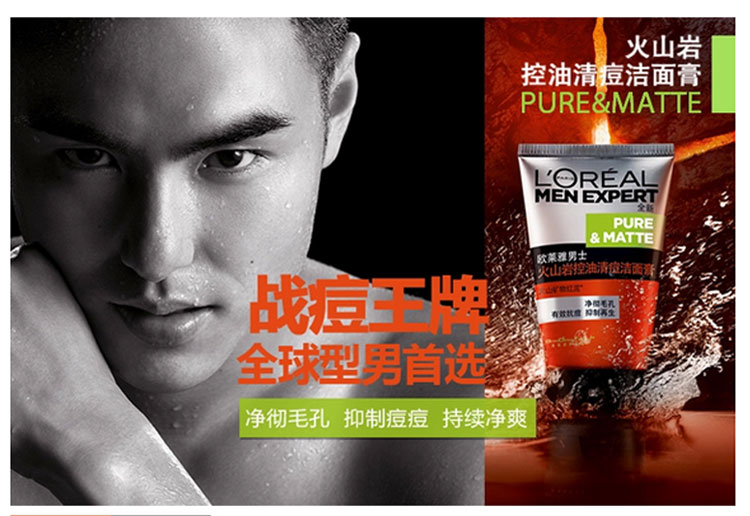 火山岩
控油清痘洁面膏
PURE&MATTE
L'ORÉAL
PARIS
MEN EXPERT
全新
PURE
& MATTE
欧莱雅男士
火山岩控油清痘洁面膏
净彻毛孔
有效抗痘 抑制再生
战痘王牌
全球型男首选
净彻毛孔 抑制痘痘 持续净爽